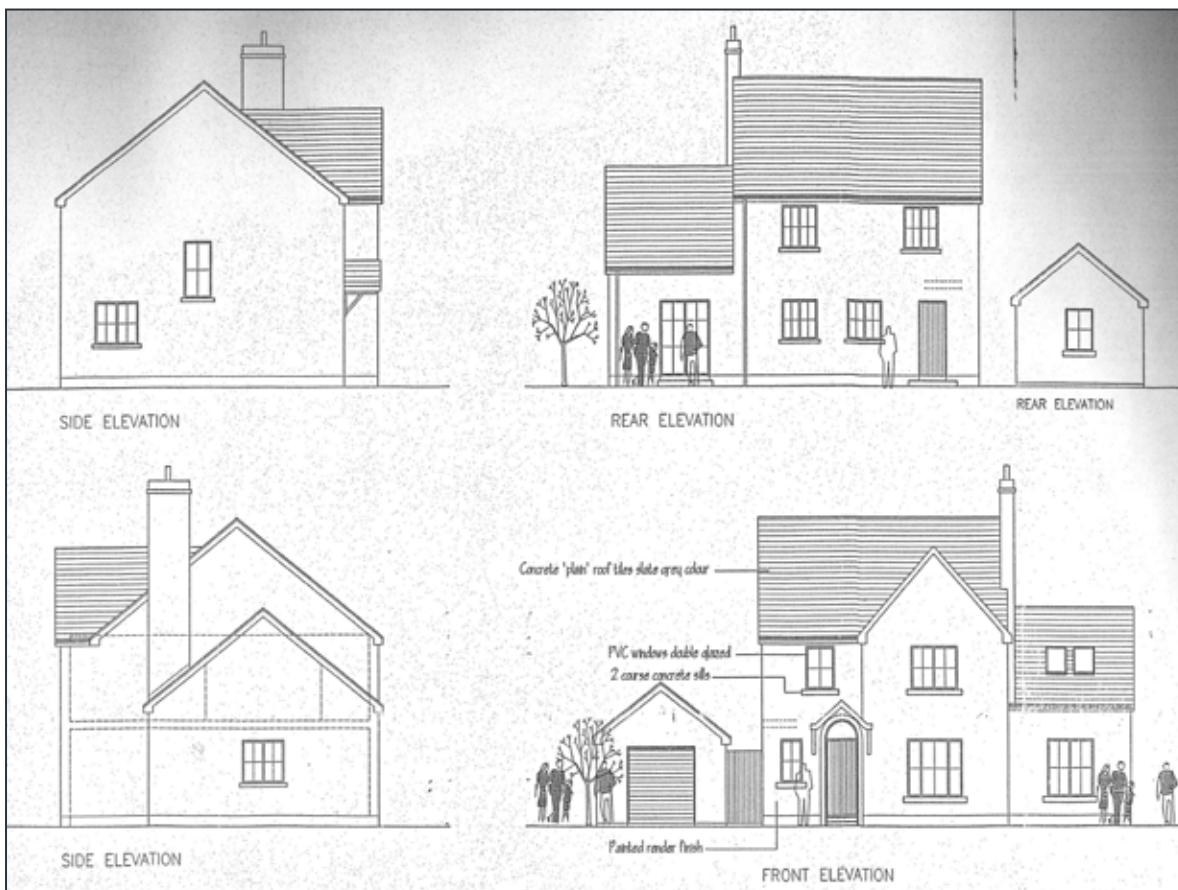 SIDE ELEVATION
REAR ELEVATION
REAR ELEVATION
Concrete 'plain' roof tiles slate grey colour
PVC windows double glazed
2 course concrete sills
Painted render finish
SIDE ELEVATION
FRONT ELEVATION